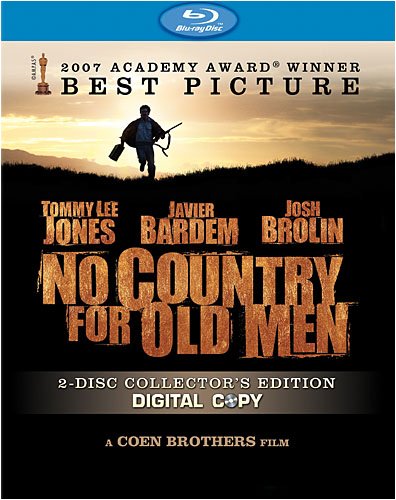 Blu-ray Disc
©AMPAS®
2007 ACADEMY AWARD® WINNER
BEST PICTURE
TOMMY LEE JONES
JAVIER BARDEM
JOSH BROLIN
NO COUNTRY
FOR OLD MEN
2-DISC COLLECTOR'S EDITION
DIGITAL COPY
A COEN BROTHERS FILM